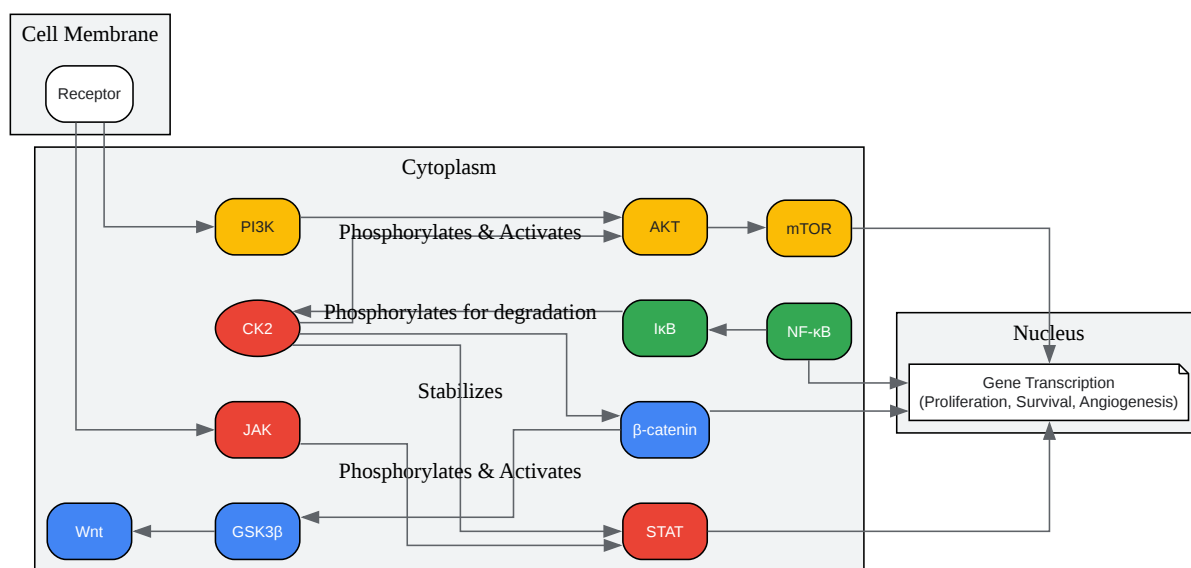 Cell Membrane
Receptor
Cytoplasm
PI3K
AKT
mTOR
Phosphorylates & Activates
Phosphorylates for degradation
CK2
IκB
NF-κB
Nucleus
Gene Transcription
(Proliferation, Survival, Angiogenesis)
Stabilizes
JAK
β-catenin
Phosphorylates & Activates
Wnt
GSK3β
STAT